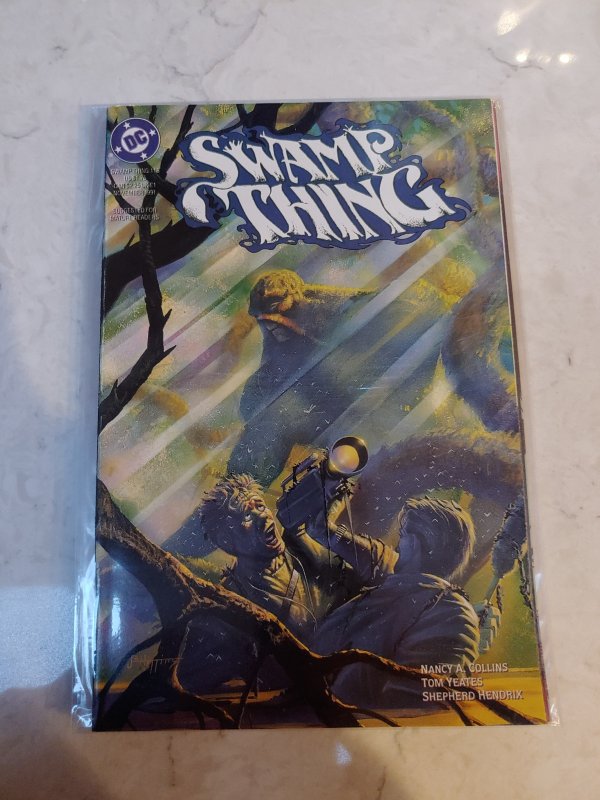 DC
SWAMP
THING
SUGGESTED FOR
MATURE READERS
NANCY A. COLLINS
TOM YEATES
SHEPHERD HENDRIX